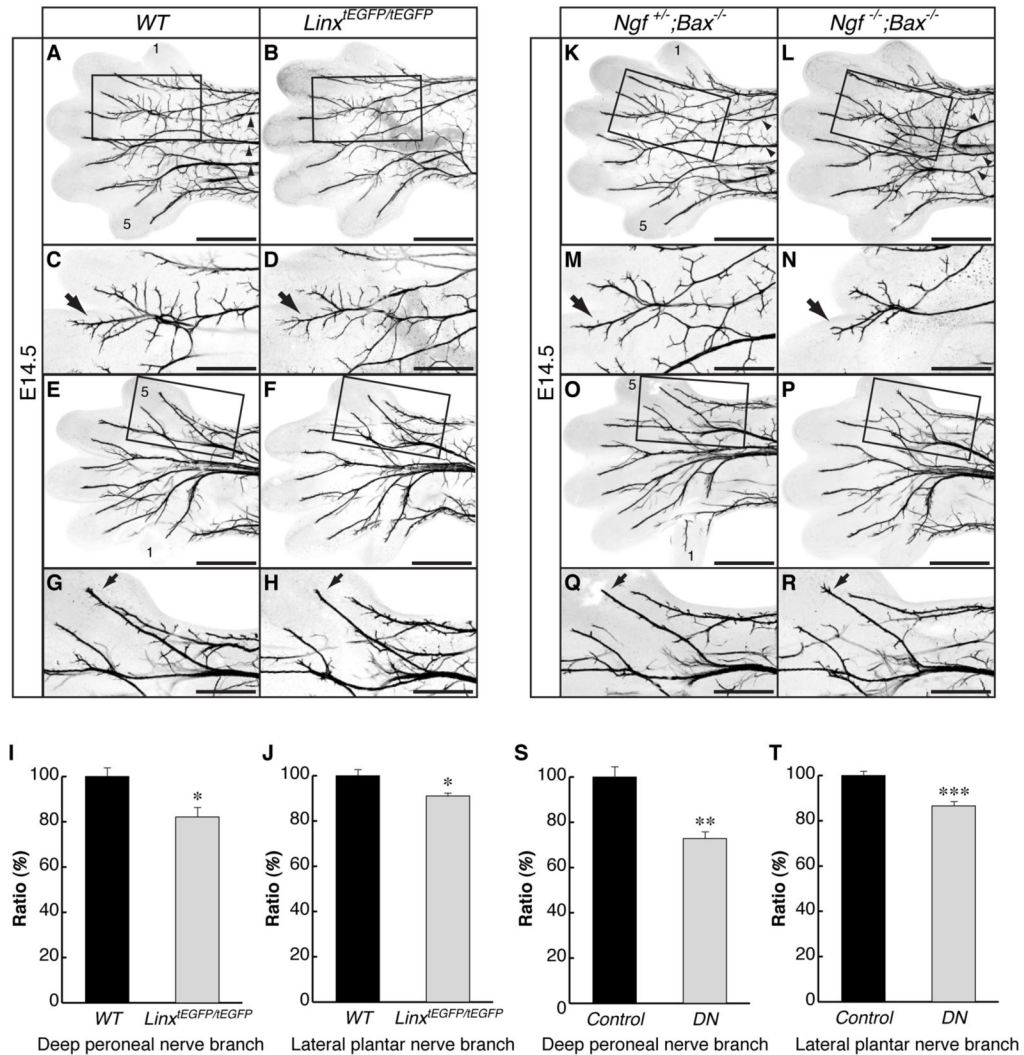 WT Linx^tEGFP/tEGFP Ngf^+/-;Bax^-/- Ngf^-/-;Bax^-/-
A 1 B K 1 L
5 5
C D M N
E14.5 E14.5
E 5 F O 5 P
1 1
G H Q R
I J S T
100 100 100 100
* * ** ***
80 80 80 80
60 60 60 60
40 40 40 40
20 20 20 20
0 0 0 0
Ratio (%) Ratio (%) Ratio (%) Ratio (%)
WT Linx^tEGFP/tEGFP WT Linx^tEGFP/tEGFP Control DN Control DN
Deep peroneal nerve branch Lateral plantar nerve branch Deep peroneal nerve branch Lateral plantar nerve branch